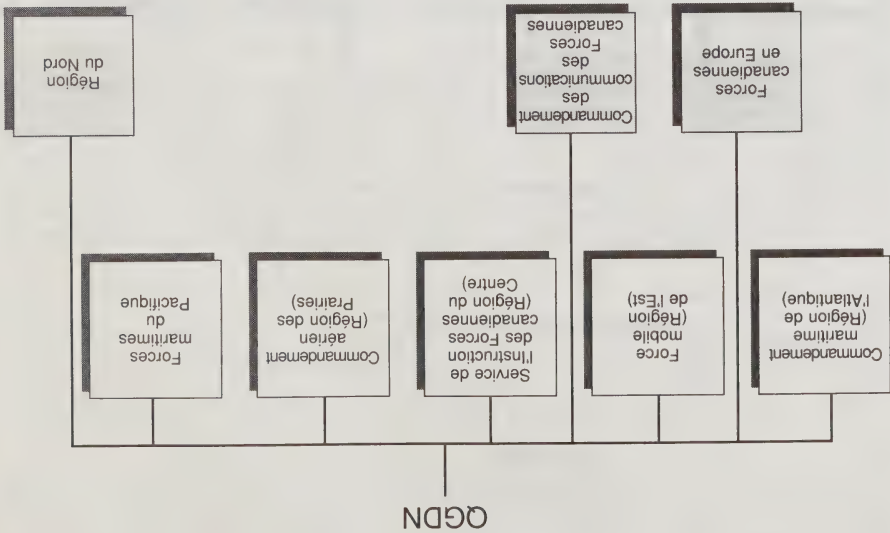 QGDN
Commandement
maritime
(Région de
l'Atlantique)
Force
mobile
(Région
de l'Est)
Service de
l'Instruction
des Forces
canadiennes
(Région du
Centre)
Commandement
aérien
(Région des
Prairies)
Forces
maritimes
du
Pacifique
Forces
canadiennes
en Europe
Commandement
des
communications
des
Forces
canadiennes
Région
du Nord